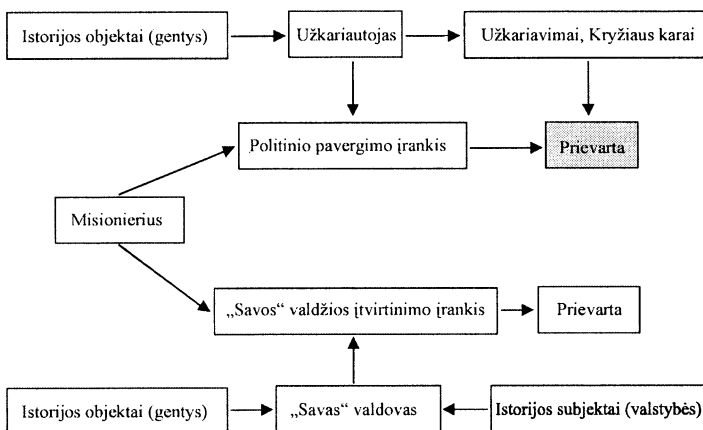 Istorijos objektai (gentys)
Užkariautojas
Užkariavimai, Kryžiaus karai
Politinio pavergimo įrankis
Prievarta
Misionierius
„Savos“ valdžios įtvirtinimo įrankis
Prievarta
Istorijos objektai (gentys)
„Savas“ valdovas
Istorijos subjektai (valstybės)